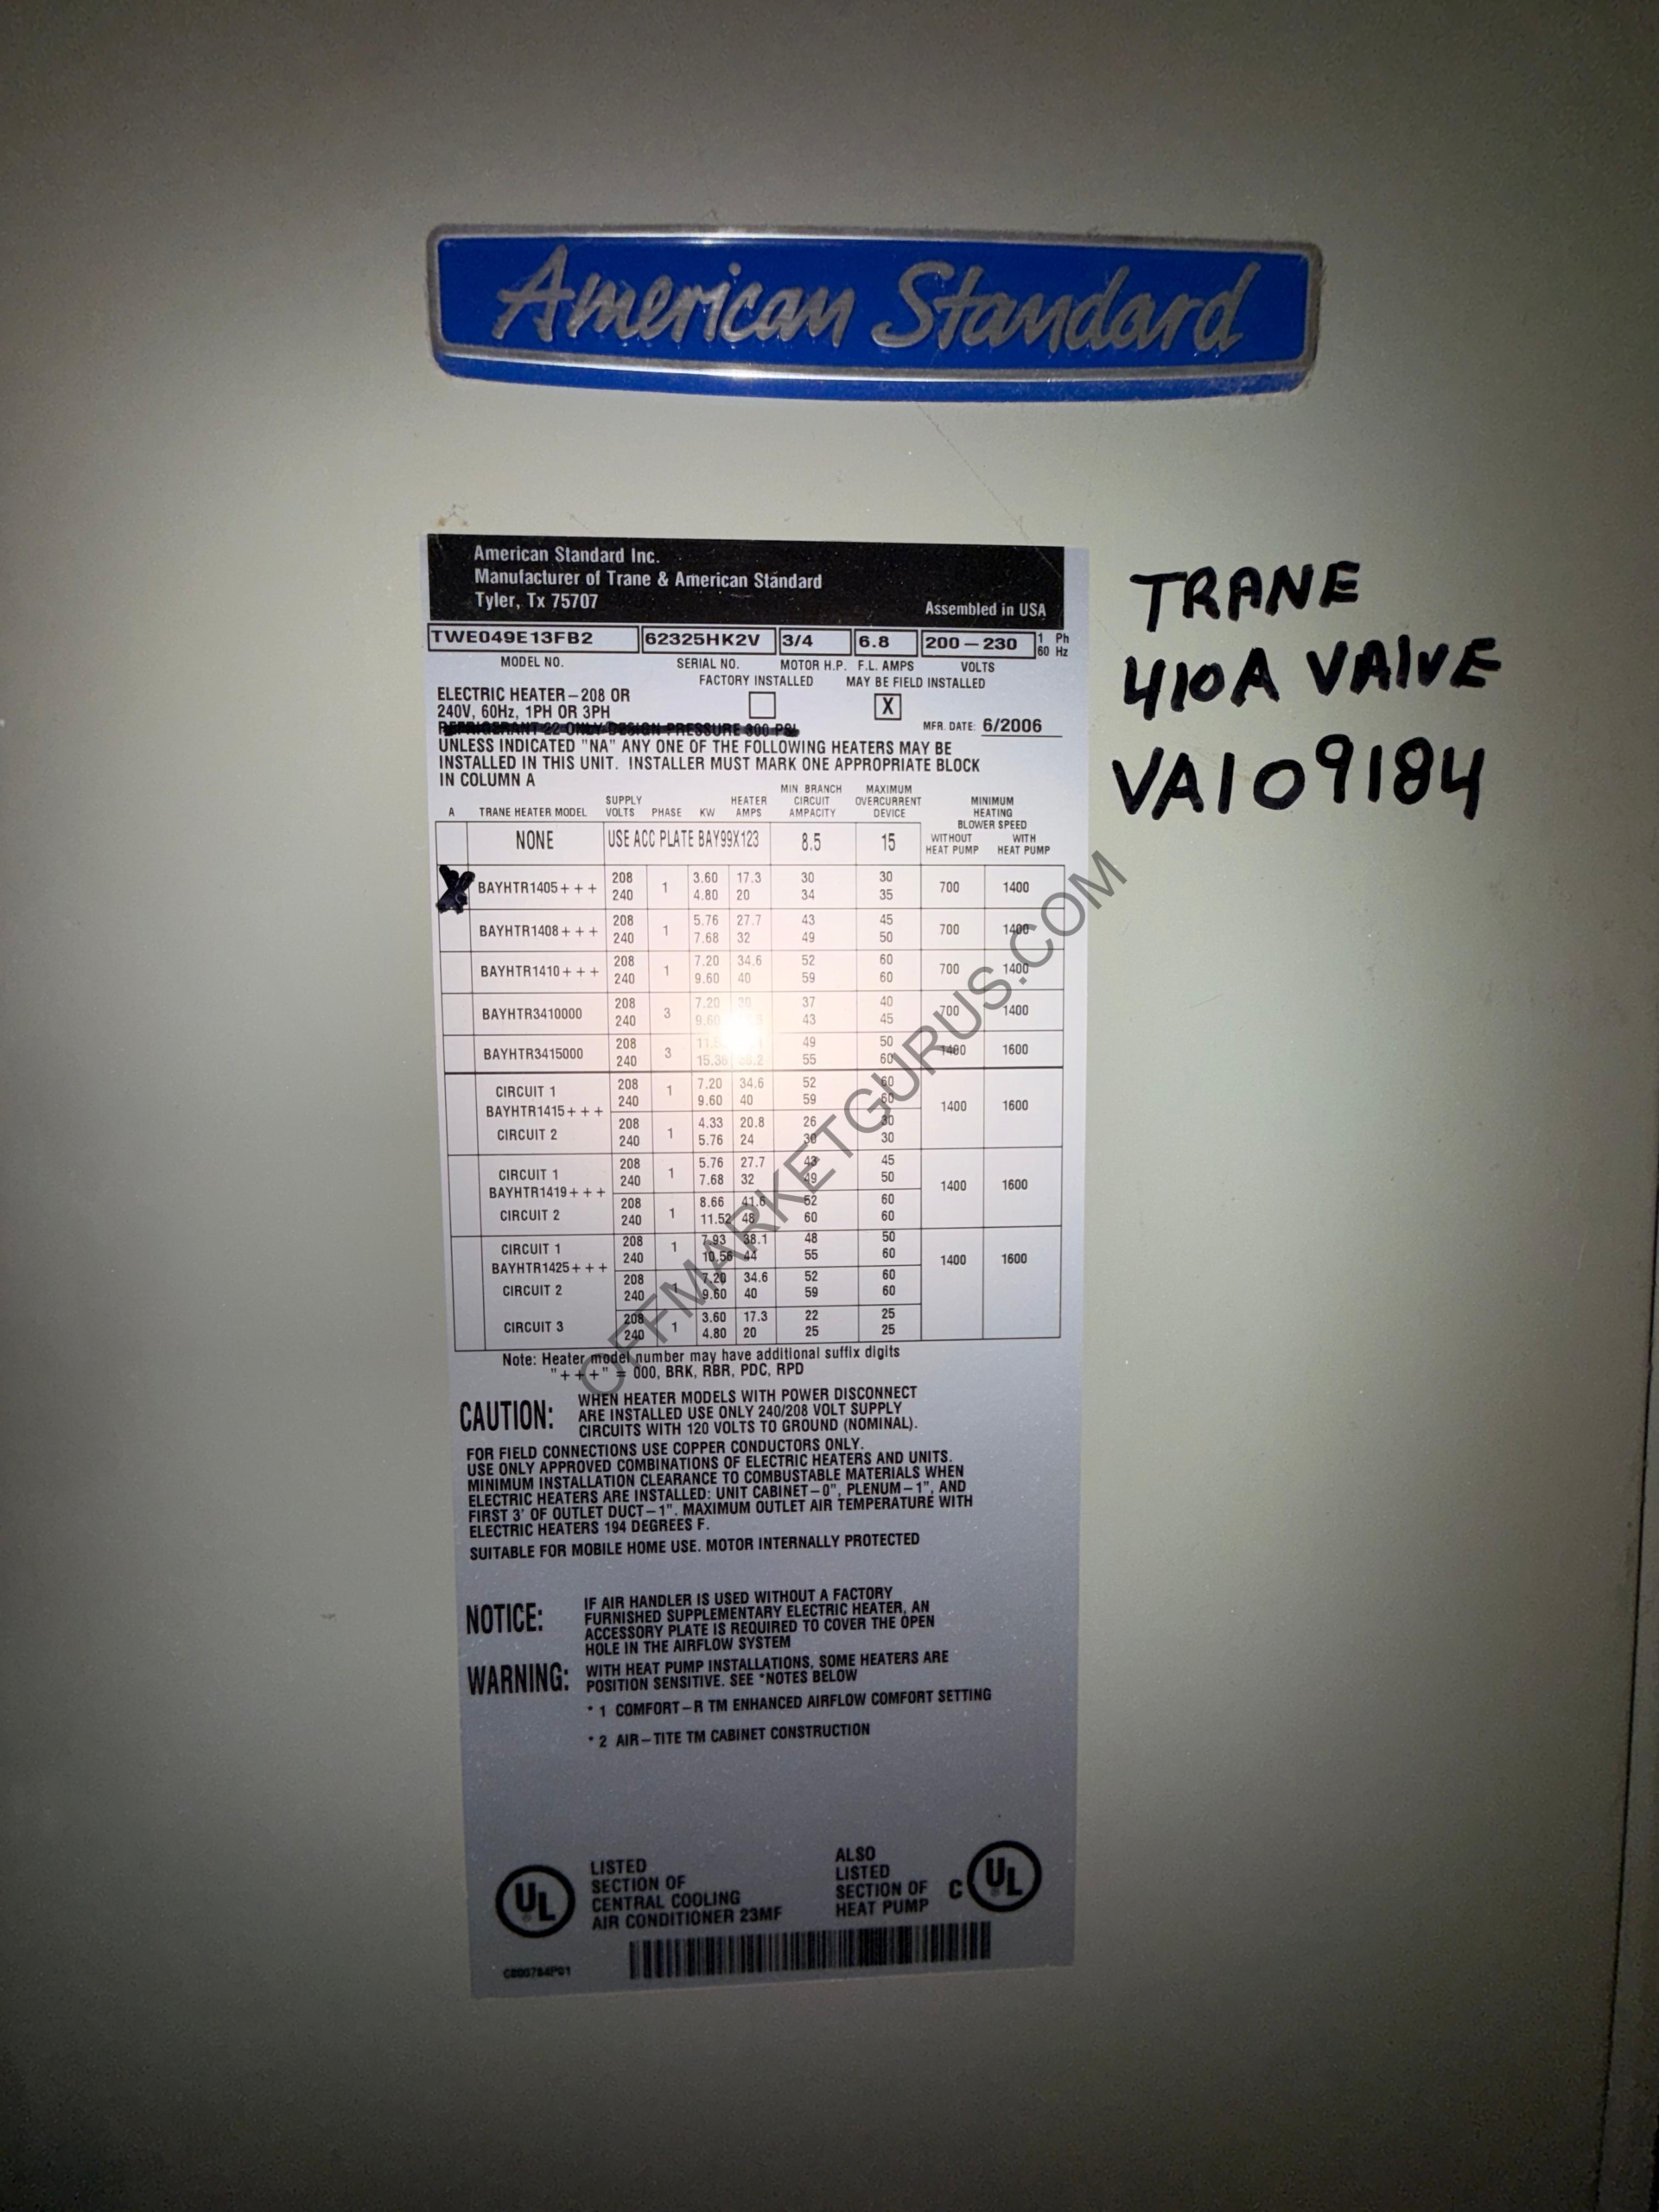 American Standard
American Standard Inc.
Manufacturer of Trane & American Standard
Tyler, Tx 75707
Assembled in USA
TWE049E13FB2 62325HK2V 3/4 6.8 200-230 1 Ph 60 Hz
MODEL NO. SERIAL NO. MOTOR H.P. F.L. AMPS VOLTS
FACTORY INSTALLED MAY BE FIELD INSTALLED
ELECTRIC HEATER-208 OR
240V, 60Hz, 1PH OR 3PH X
REFRIGERANT 22 ONLY DESIGN PRESSURE 300 PSI
MFR. DATE: 6/2006
UNLESS INDICATED "NA" ANY ONE OF THE FOLLOWING HEATERS MAY BE
INSTALLED IN THIS UNIT. INSTALLER MUST MARK ONE APPROPRIATE BLOCK
IN COLUMN A
A TRANE HEATER MODEL SUPPLY VOLTS PHASE KW HEATER AMPS MIN. BRANCH CIRCUIT AMPACITY MAXIMUM OVERCURRENT DEVICE MINIMUM HEATING BLOWER SPEED
WITHOUT HEAT PUMP WITH HEAT PUMP
NONE USE ACC PLATE BAY99X123 8.5 15
X BAYHTR1405+++ 208 1 3.60 17.3 30 30 700 1400
240 4.80 20 34 35
BAYHTR1408+++ 208 1 5.76 27.7 43 45 700 1400
240 7.68 32 49 50
BAYHTR1410+++ 208 1 7.20 34.6 52 60 700 1400
240 9.60 40 59 60
BAYHTR3410000 208 3 7.20 37 40 700 1400
240 9.60 43 45
BAYHTR3415000 208 3 49 50 1400 1600
240 15.36 55 60
CIRCUIT 1 208 1 7.20 34.6 52 60
BAYHTR1415+++ 240 9.60 40 59 60 1400 1600
CIRCUIT 2 208 1 4.33 20.8 26 30
240 5.76 24 30 30
CIRCUIT 1 208 1 5.76 27.7 43 45
BAYHTR1419+++ 240 7.68 32 49 50 1400 1600
CIRCUIT 2 208 1 8.66 41.6 52 60
240 11.52 48 60 60
CIRCUIT 1 208 1 7.93 38.1 48 50
BAYHTR1425+++ 240 10.56 44 55 60 1400 1600
CIRCUIT 2 208 1 7.20 34.6 52 60
240 9.60 40 59 60
CIRCUIT 3 208 1 3.60 17.3 22 25
240 4.80 20 25 25
Note: Heater model number may have additional suffix digits
"+++" = 000, BRK, RBR, PDC, RPD
CAUTION: WHEN HEATER MODELS WITH POWER DISCONNECT
ARE INSTALLED USE ONLY 240/208 VOLT SUPPLY
CIRCUITS WITH 120 VOLTS TO GROUND (NOMINAL).
FOR FIELD CONNECTIONS USE COPPER CONDUCTORS ONLY.
USE ONLY APPROVED COMBINATIONS OF ELECTRIC HEATERS AND UNITS.
MINIMUM INSTALLATION CLEARANCE TO COMBUSTABLE MATERIALS WHEN
ELECTRIC HEATERS ARE INSTALLED: UNIT CABINET-0", PLENUM-1", AND
FIRST 3' OF OUTLET DUCT-1". MAXIMUM OUTLET AIR TEMPERATURE WITH
ELECTRIC HEATERS 194 DEGREES F.
SUITABLE FOR MOBILE HOME USE. MOTOR INTERNALLY PROTECTED
NOTICE: IF AIR HANDLER IS USED WITHOUT A FACTORY
FURNISHED SUPPLEMENTARY ELECTRIC HEATER, AN
ACCESSORY PLATE IS REQUIRED TO COVER THE OPEN
HOLE IN THE AIRFLOW SYSTEM
WARNING: WITH HEAT PUMP INSTALLATIONS, SOME HEATERS ARE
POSITION SENSITIVE. SEE *NOTES BELOW
* 1 COMFORT-R TM ENHANCED AIRFLOW COMFORT SETTING
* 2 AIR-TITE TM CABINET CONSTRUCTION
UL ®
LISTED
SECTION OF
CENTRAL COOLING
AIR CONDITIONER 23MF
ALSO
LISTED
SECTION OF
HEAT PUMP
C UL ®
TRANE
410A VAlVE
VA109184
OFFMARKETGURUS.COM